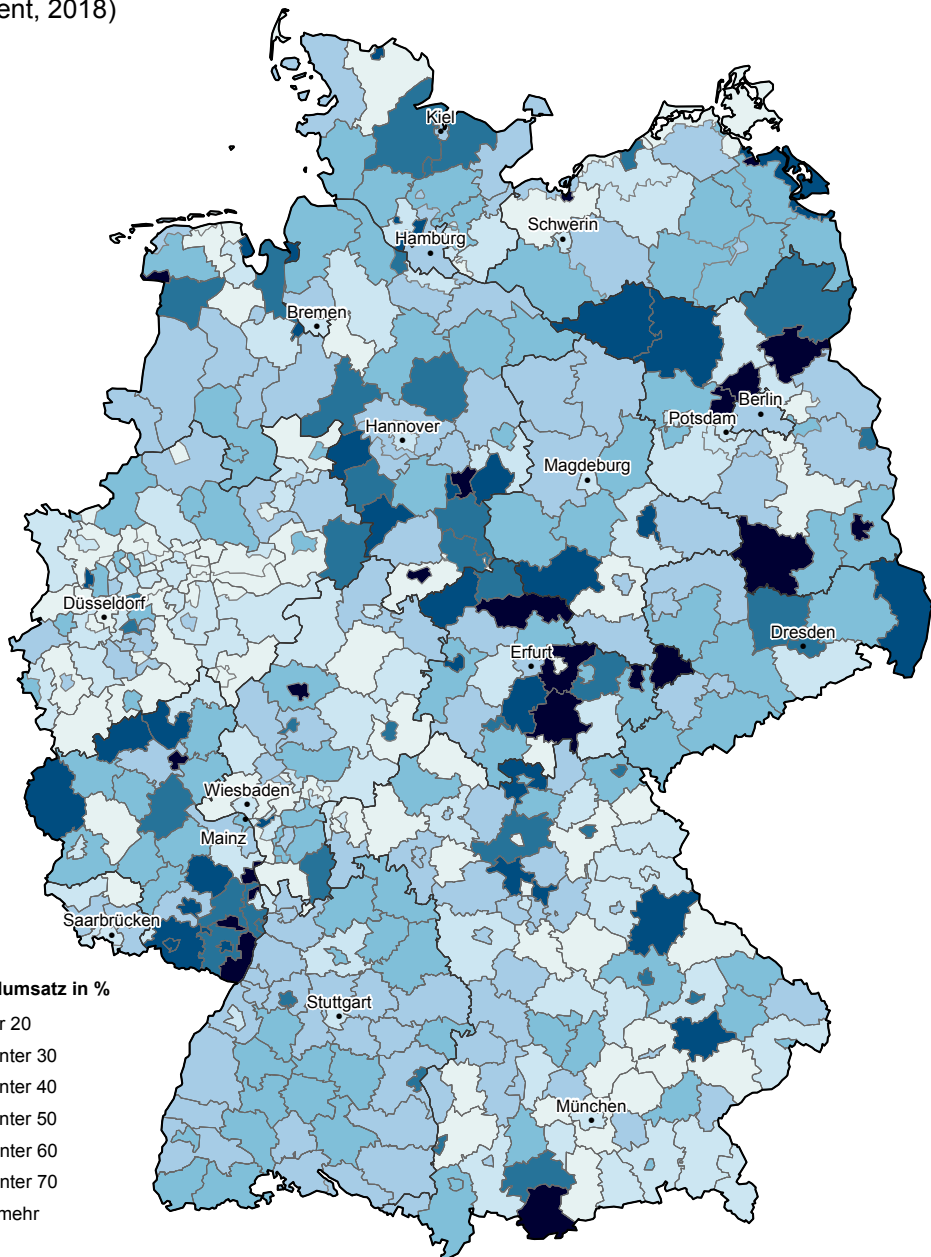 ent, 2018)
Kiel
Schwerin
Hamburg
Bremen
Berlin
Potsdam
Hannover
Magdeburg
Düsseldorf
Dresden
Erfurt
Wiesbaden
Mainz
Saarbrücken
lumsatz in %
r 20
Stuttgart
nter 30
nter 40
nter 50
München
nter 60
nter 70
mehr